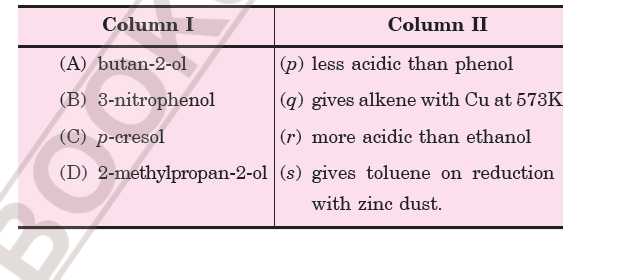 Column I Column II
(A) butan-2-ol (p) less acidic than phenol
(B) 3-nitrophenol (q) gives alkene with Cu at 573K
(C) p-cresol (r) more acidic than ethanol
(D) 2-methylpropan-2-ol (s) gives toluene on reduction
with zinc dust.
BOOK